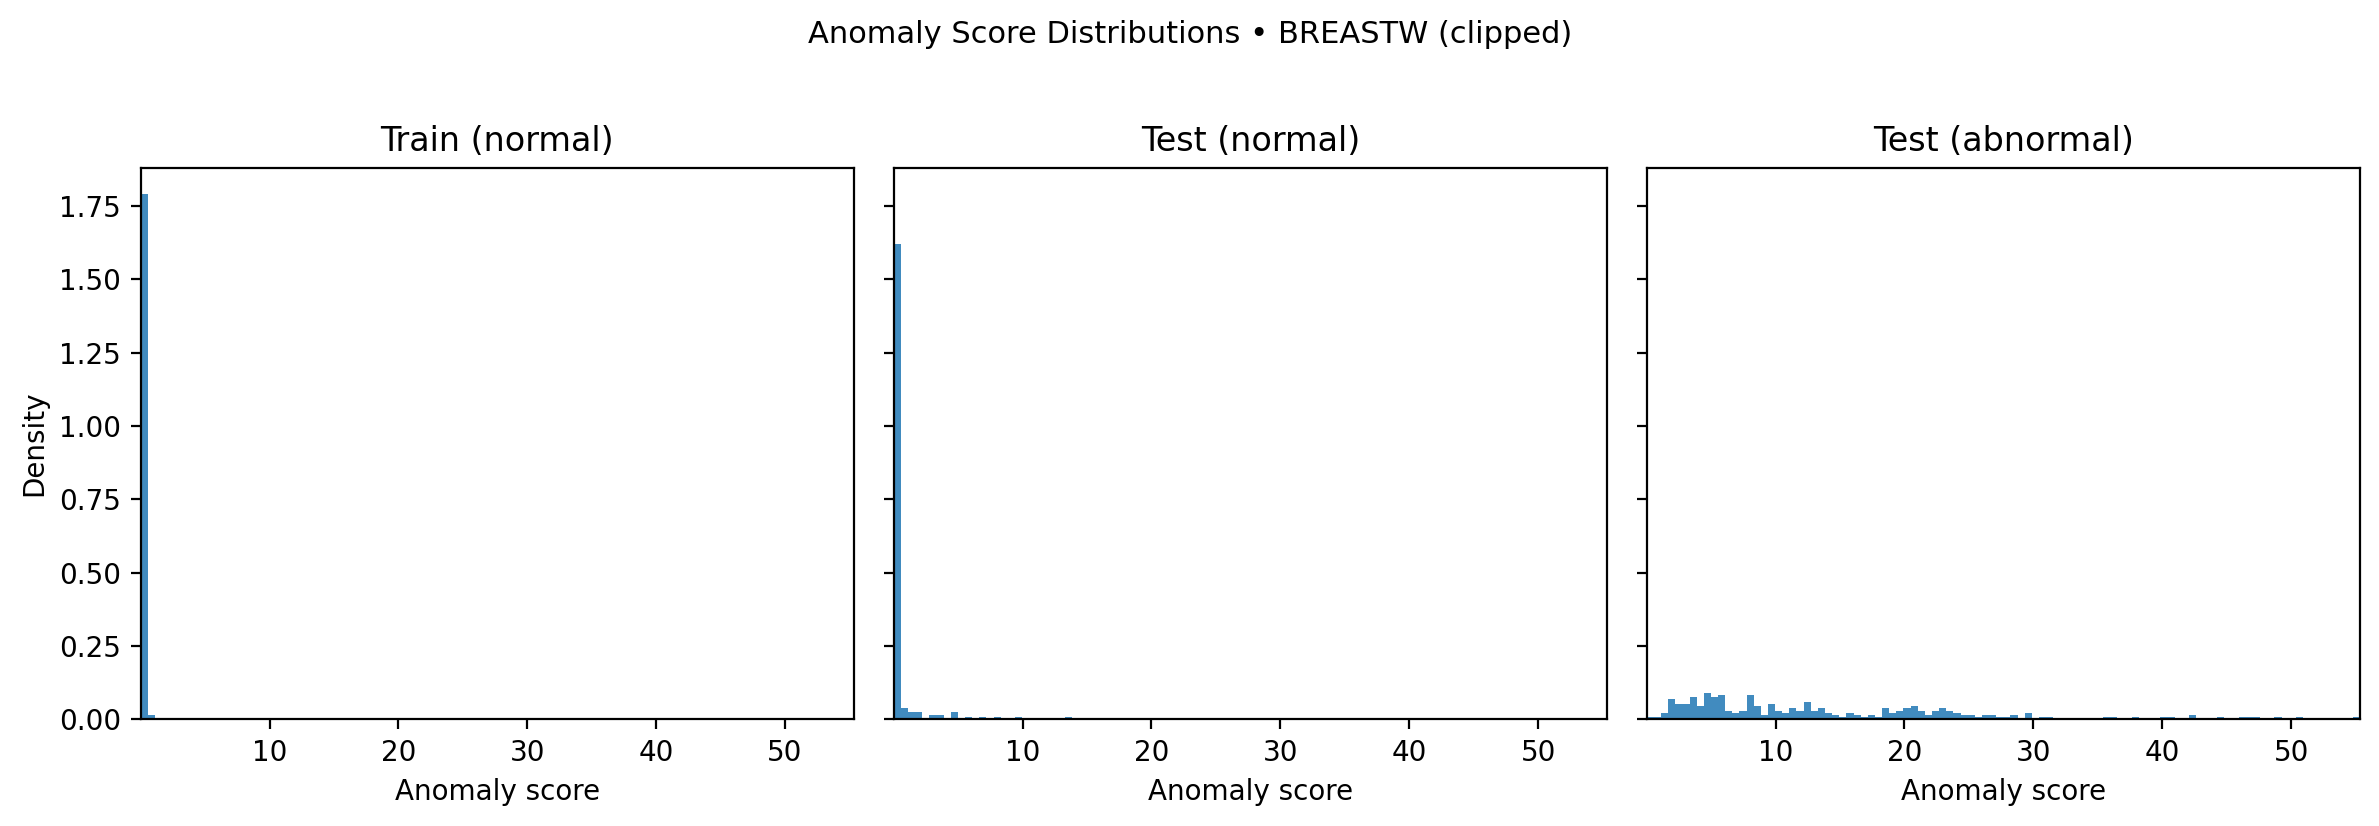 Anomaly Score Distributions • BREASTW (clipped)
Train (normal)
Test (normal)
Test (abnormal)
Density
1.75
1.50
1.25
1.00
0.75
0.50
0.25
0.00
10 20 30 40 50
10 20 30 40 50
10 20 30 40 50
Anomaly score
Anomaly score
Anomaly score